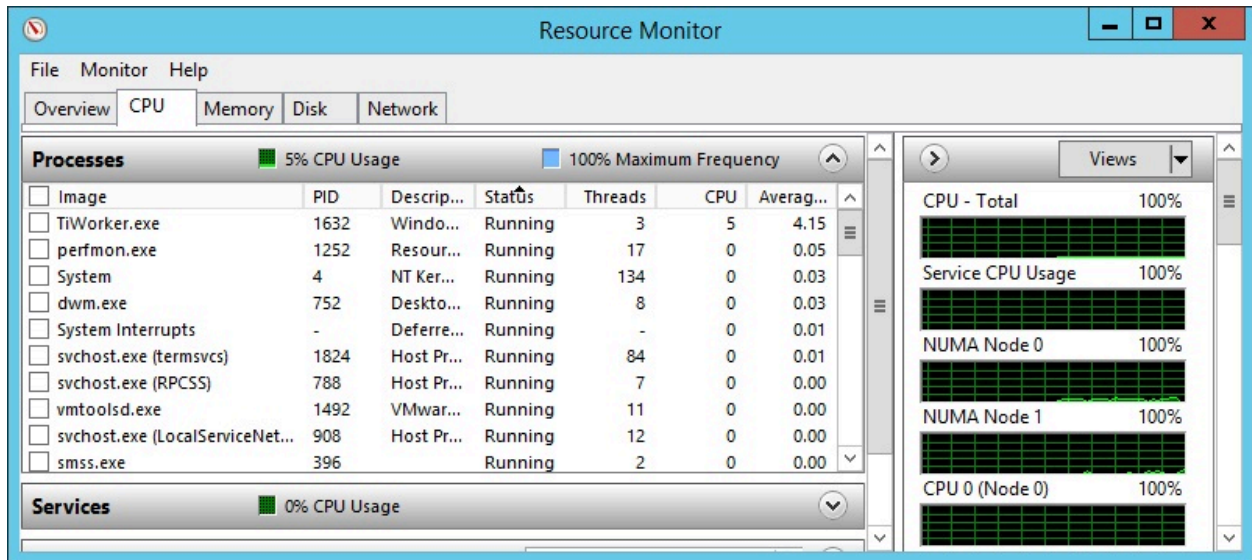 Resource Monitor
File Monitor Help
Overview CPU Memory Disk Network
Processes 5% CPU Usage 100% Maximum Frequency
Image PID Descrip... Status Threads CPU Averag...
TiWorker.exe 1632 Windo... Running 3 5 4.15
perfmon.exe 1252 Resour... Running 17 0 0.05
System 4 NT Ker... Running 134 0 0.03
dwm.exe 752 Deskto... Running 8 0 0.03
System Interrupts - Deferre... Running - 0 0.01
svchost.exe (termsvcs) 1824 Host Pr... Running 84 0 0.01
svchost.exe (RPCSS) 788 Host Pr... Running 7 0 0.00
vmtoolsd.exe 1492 VMwar... Running 11 0 0.00
svchost.exe (LocalServiceNet... 908 Host Pr... Running 12 0 0.00
smss.exe 396 Running 2 0 0.00
Services 0% CPU Usage
Views
CPU - Total 100%
Service CPU Usage 100%
NUMA Node 0 100%
NUMA Node 1 100%
CPU 0 (Node 0) 100%